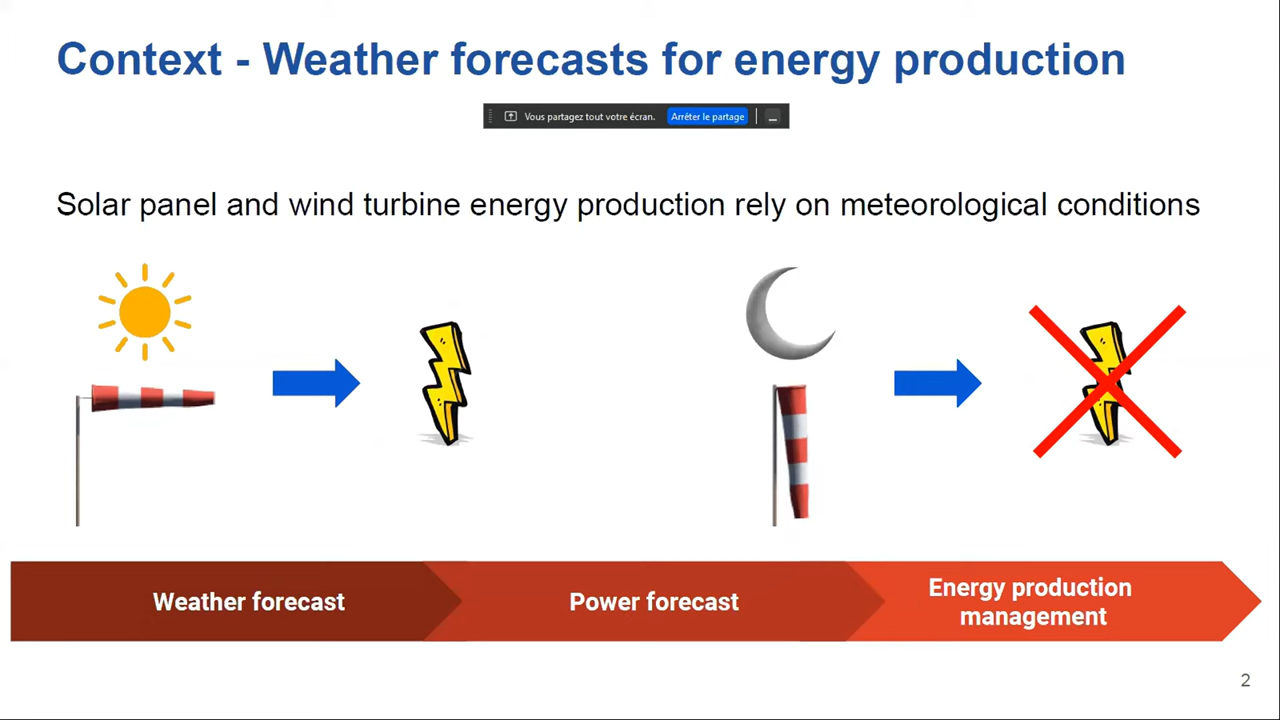 Context - Weather forecasts for energy production
Vous partagez tout votre écran. Arrêter le partage
Solar panel and wind turbine energy production rely on meteorological conditions
Weather forecast
Power forecast
Energy production
management
2